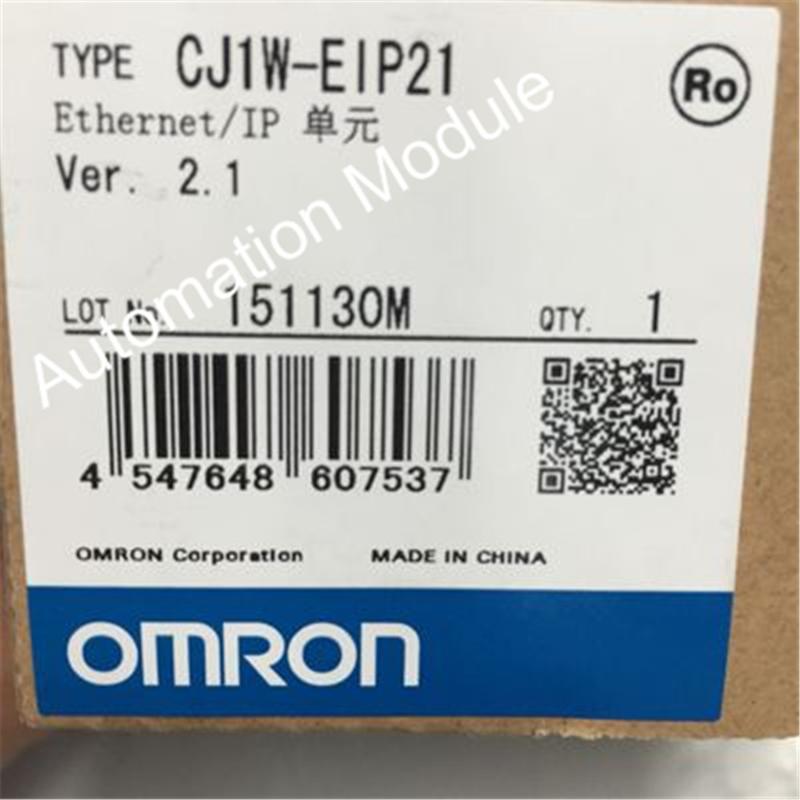 TYPE CJ1W-EIP21
Ro
Ethernet/IP 单元
Ver. 2.1
LOT No. 151130M QTY. 1
4 547648 607537
OMRON Corporation MADE IN CHINA
OMRON
Automation Module